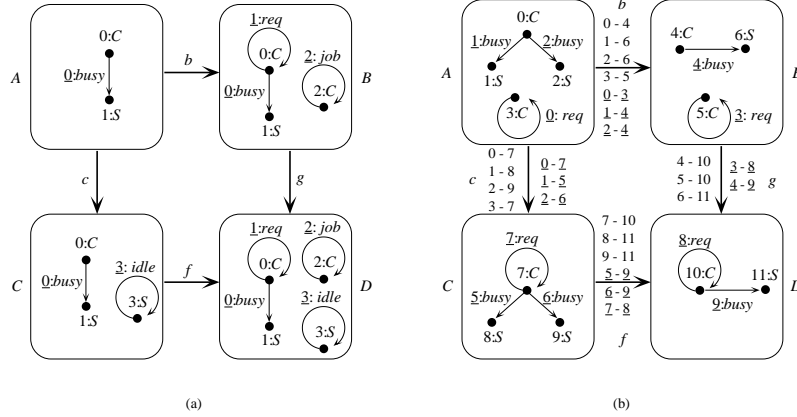 A
0:C
0:busy
1:S
b
1:req
0:C
0:busy
1:S
2: job
2:C
B
c
g
C
0:C
0:busy
1:S
3: idle
3:S
f
1:req
0:C
0:busy
1:S
2: job
2:C
3: idle
3:S
D
(a)
A
0:C
1:busy
2:busy
1:S
2:S
3:C
0: req
b
0 - 4
1 - 6
2 - 6
3 - 5
0 - 3
1 - 4
2 - 4
4:C
6:S
4:busy
5:C
3: req
c
0 - 7
1 - 8
2 - 9
3 - 7
0 - 7
1 - 5
2 - 6
4 - 10
5 - 10
6 - 11
3 - 8
4 - 9
g
C
7:req
7:C
5:busy
6:busy
8:S
9:S
7 - 10
8 - 11
9 - 11
5 - 9
6 - 9
7 - 8
f
8:req
10:C
11:S
9:busy
(b)